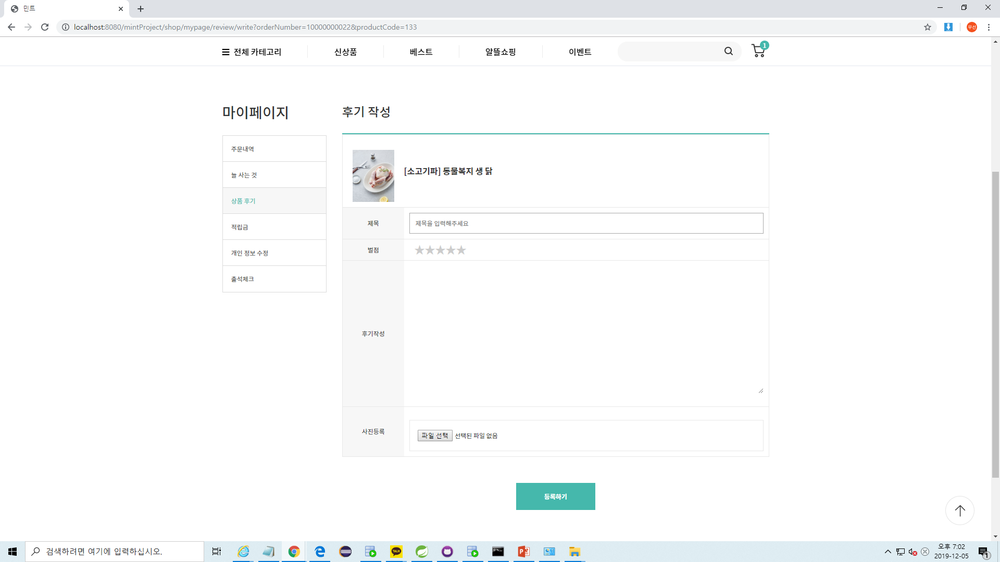 민트
localhost:8080/mintProject/shop/mypage/review/write?orderNumber=10000000022&productCode=133
무선
전체 카테고리
신상품
베스트
알뜰쇼핑
이벤트
1
마이페이지
주문내역
늘 사는 것
상품 후기
적립금
개인 정보 수정
출석체크
후기 작성
[소고기파] 동물복지 생 닭
제목
제목을 입력해주세요
벌점
★★★★★
후기작성
사진등록
파일 선택 선택된 파일 없음
등록하기
검색하려면 여기에 입력하십시오.
TALK
오후 7:02
2019-12-05
1